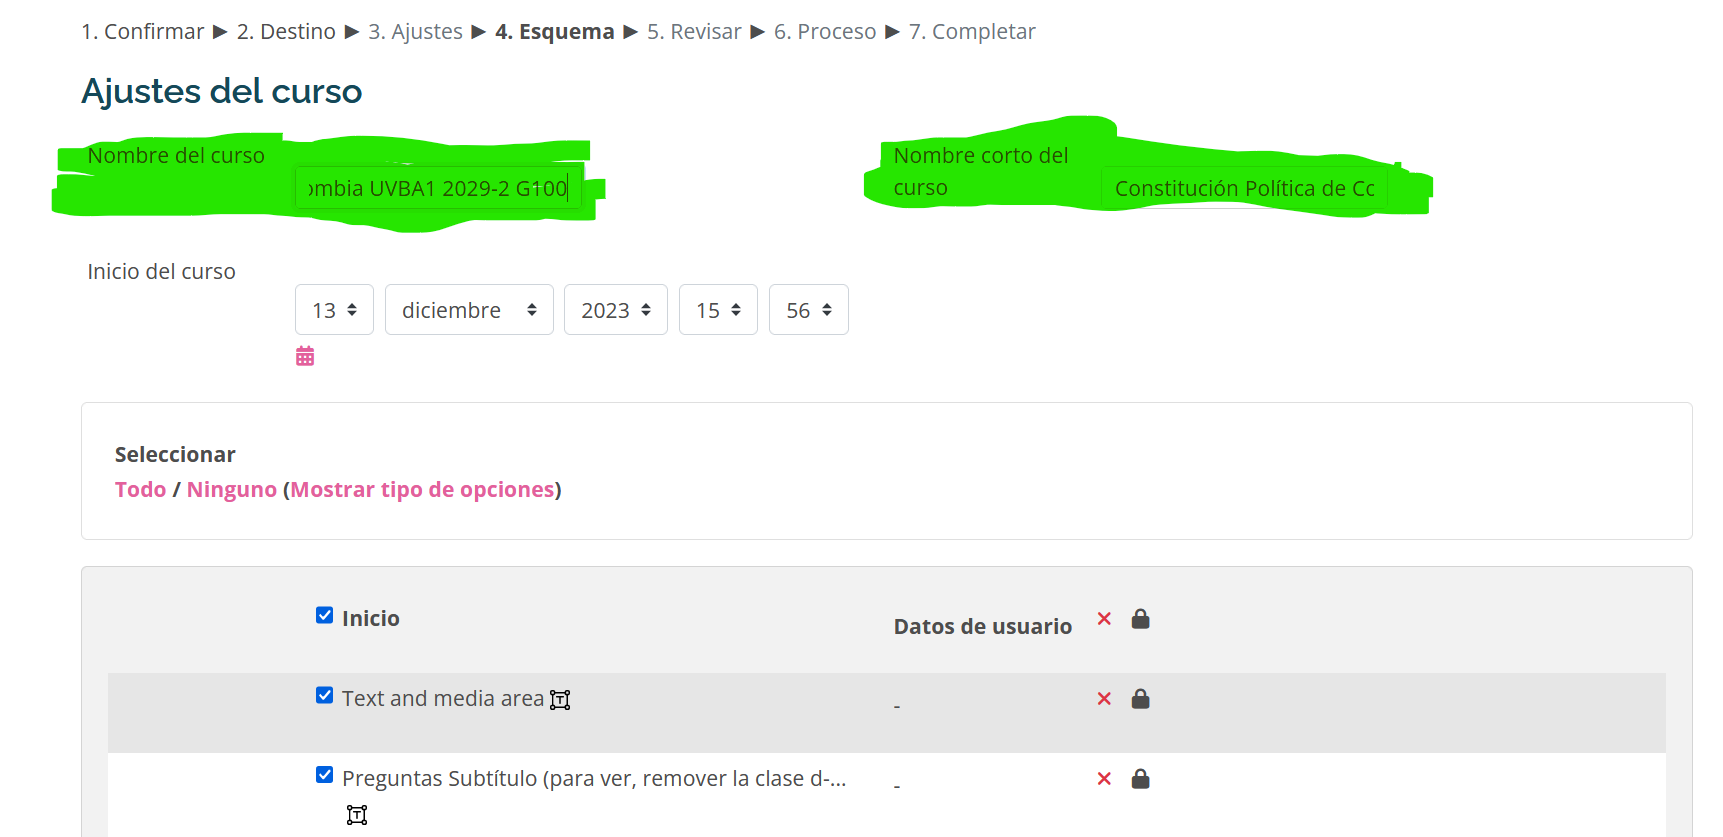 1. Confirmar ▶ 2. Destino ▶ 3. Ajustes ▶ 4. Esquema ▶ 5. Revisar ▶ 6. Proceso ▶ 7. Completar
Ajustes del curso
Nombre del curso
ombia UVBA1 2029-2 G100
Nombre corto del
curso
Constitución Política de Cc
Inicio del curso
13 diciembre 2023 15 56
Seleccionar
Todo / Ninguno (Mostrar tipo de opciones)
Inicio
Datos de usuario
Text and media area
-
Preguntas Subtítulo (para ver, remover la clase d-...
-